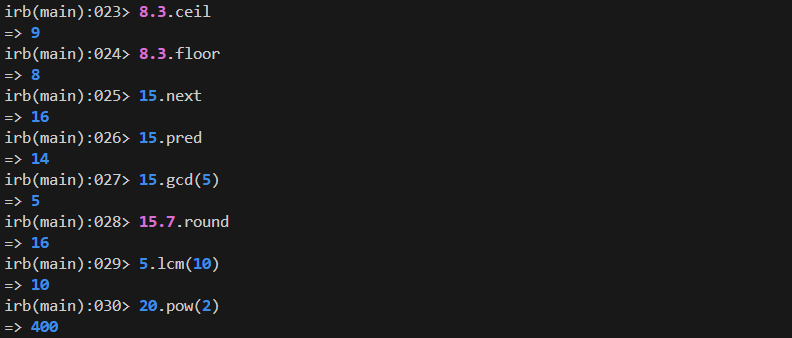 irb(main):023> 8.3.ceil
=> 9
irb(main):024> 8.3.floor
=> 8
irb(main):025> 15.next
=> 16
irb(main):026> 15.pred
=> 14
irb(main):027> 15.gcd(5)
=> 5
irb(main):028> 15.7.round
=> 16
irb(main):029> 5.lcm(10)
=> 10
irb(main):030> 20.pow(2)
=> 400